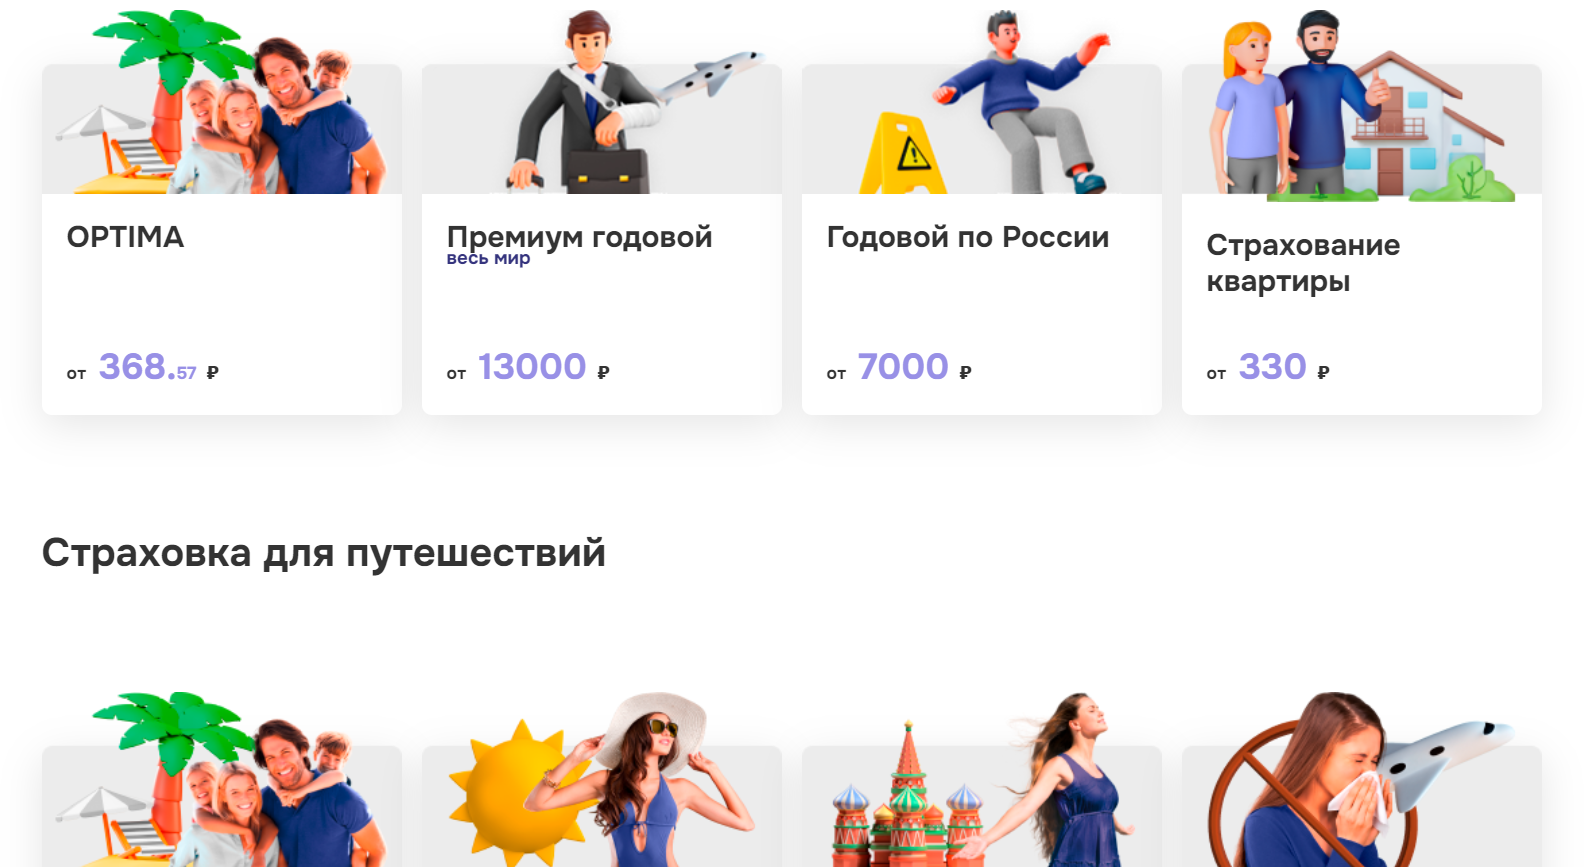 OPTIMA
от 368.57 ₽
Премиум годовой
весь мир
от 13000 ₽
Годовой по России
от 7000 ₽
Страхование
квартиры
от 330 ₽
Страховка для путешествий